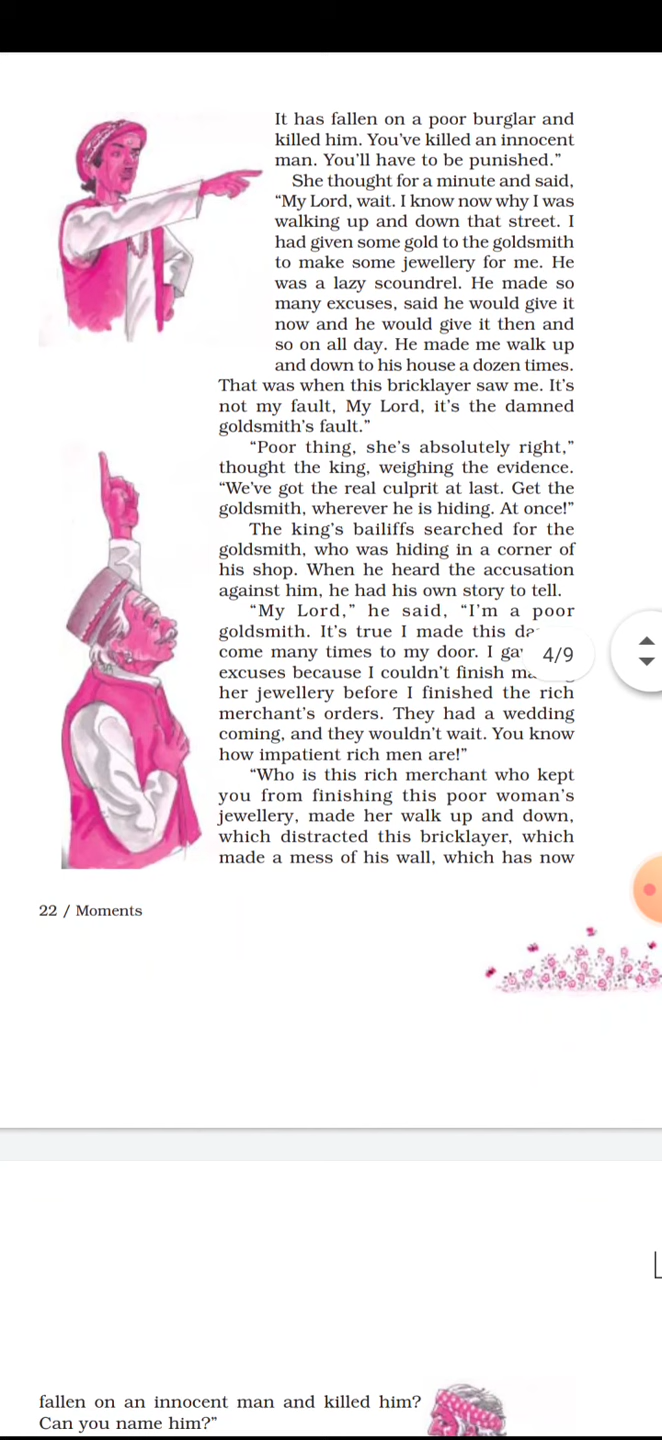 It has fallen on a poor burglar and
killed him. You’ve killed an innocent
man. You’ll have to be punished.”
She thought for a minute and said,
“My Lord, wait. I know now why I was
walking up and down that street. I
had given some gold to the goldsmith
to make some jewellery for me. He
was a lazy scoundrel. He made so
many excuses, said he would give it
now and he would give it then and
so on all day. He made me walk up
and down to his house a dozen times.
That was when this bricklayer saw me. It’s
not my fault, My Lord, it’s the damned
goldsmith’s fault.”
“Poor thing, she’s absolutely right,”
thought the king, weighing the evidence.
“We’ve got the real culprit at last. Get the
goldsmith, wherever he is hiding. At once!”
The king’s bailiffs searched for the
goldsmith, who was hiding in a corner of
his shop. When he heard the accusation
against him, he had his own story to tell.
“My Lord,” he said, “I’m a poor
goldsmith. It’s true I made this
come many times to my door. I
excuses because I couldn’t finish
her jewellery before I finished the rich
merchant’s orders. They had a wedding
coming, and they wouldn’t wait. You know
how impatient rich men are!”
“Who is this rich merchant who kept
you from finishing this poor woman’s
jewellery, made her walk up and down,
which distracted this bricklayer, which
made a mess of his wall, which has now
4/9
22 / Moments
fallen on an innocent man and killed him?
Can you name him?”